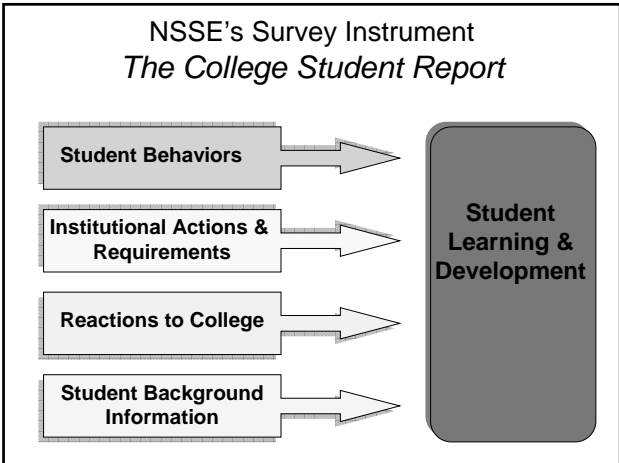 NSSE's Survey Instrument
The College Student Report
Student Behaviors
Institutional Actions &
Requirements
Reactions to College
Student Background
Information
Student
Learning &
Development